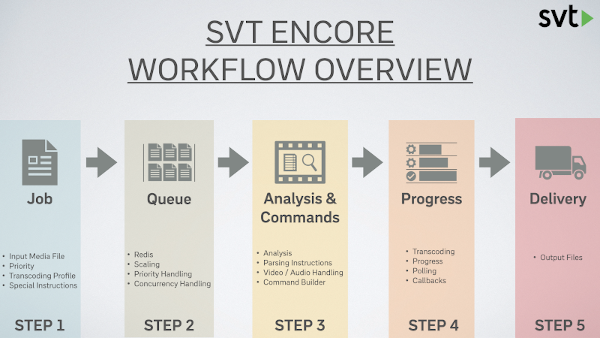 svt
SVT ENCORE
WORKFLOW OVERVIEW
Job
• Input Media File
• Priority
• Transcoding Profile
• Special Instructions
STEP 1
Queue
• Redis
• Scaling
• Priority Handling
• Concurrency Handling
STEP 2
Analysis &
Commands
• Analysis
• Parsing Instructions
• Video / Audio Handling
• Command Builder
STEP 3
Progress
• Transcoding
• Progress
• Polling
• Callbacks
STEP 4
Delivery
• Output Files
STEP 5